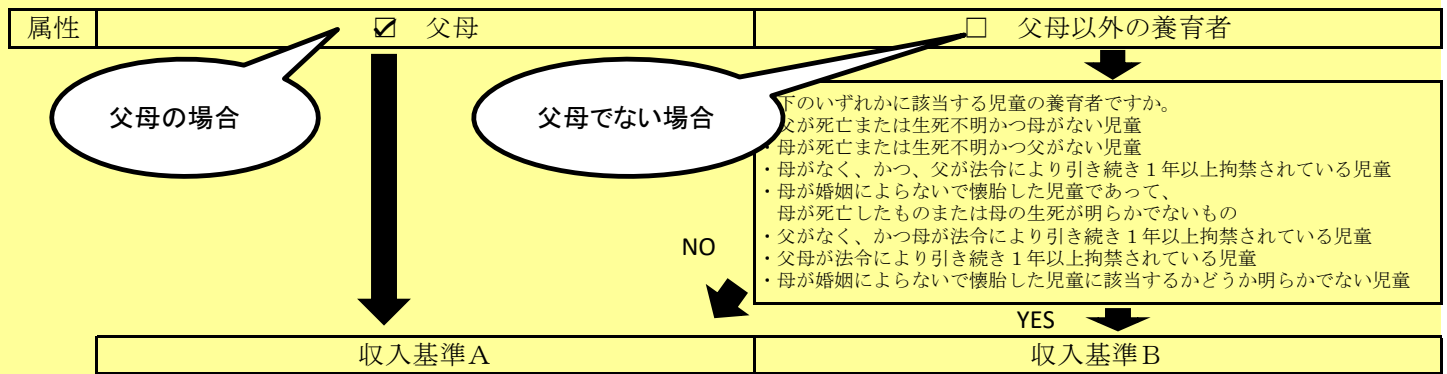 属性
☑ 父母
□ 父母以外の養育者
父母の場合
父母でない場合
下のいずれかに該当する児童の養育者ですか。
父が死亡または生死不明かつ母がない児童
・母が死亡または生死不明かつ父がない児童
・母がなく、かつ、父が法令により引き続き１年以上拘禁されている児童
・母が婚姻によらないで懐胎した児童であって、
母が死亡したものまたは母の生死が明らかでないもの
・父がなく、かつ母が法令により引き続き１年以上拘禁されている児童
・父母が法令により引き続き１年以上拘禁されている児童
・母が婚姻によらないで懐胎した児童に該当するかどうか明らかでない児童
NO
YES
収入基準Ａ
収入基準Ｂ